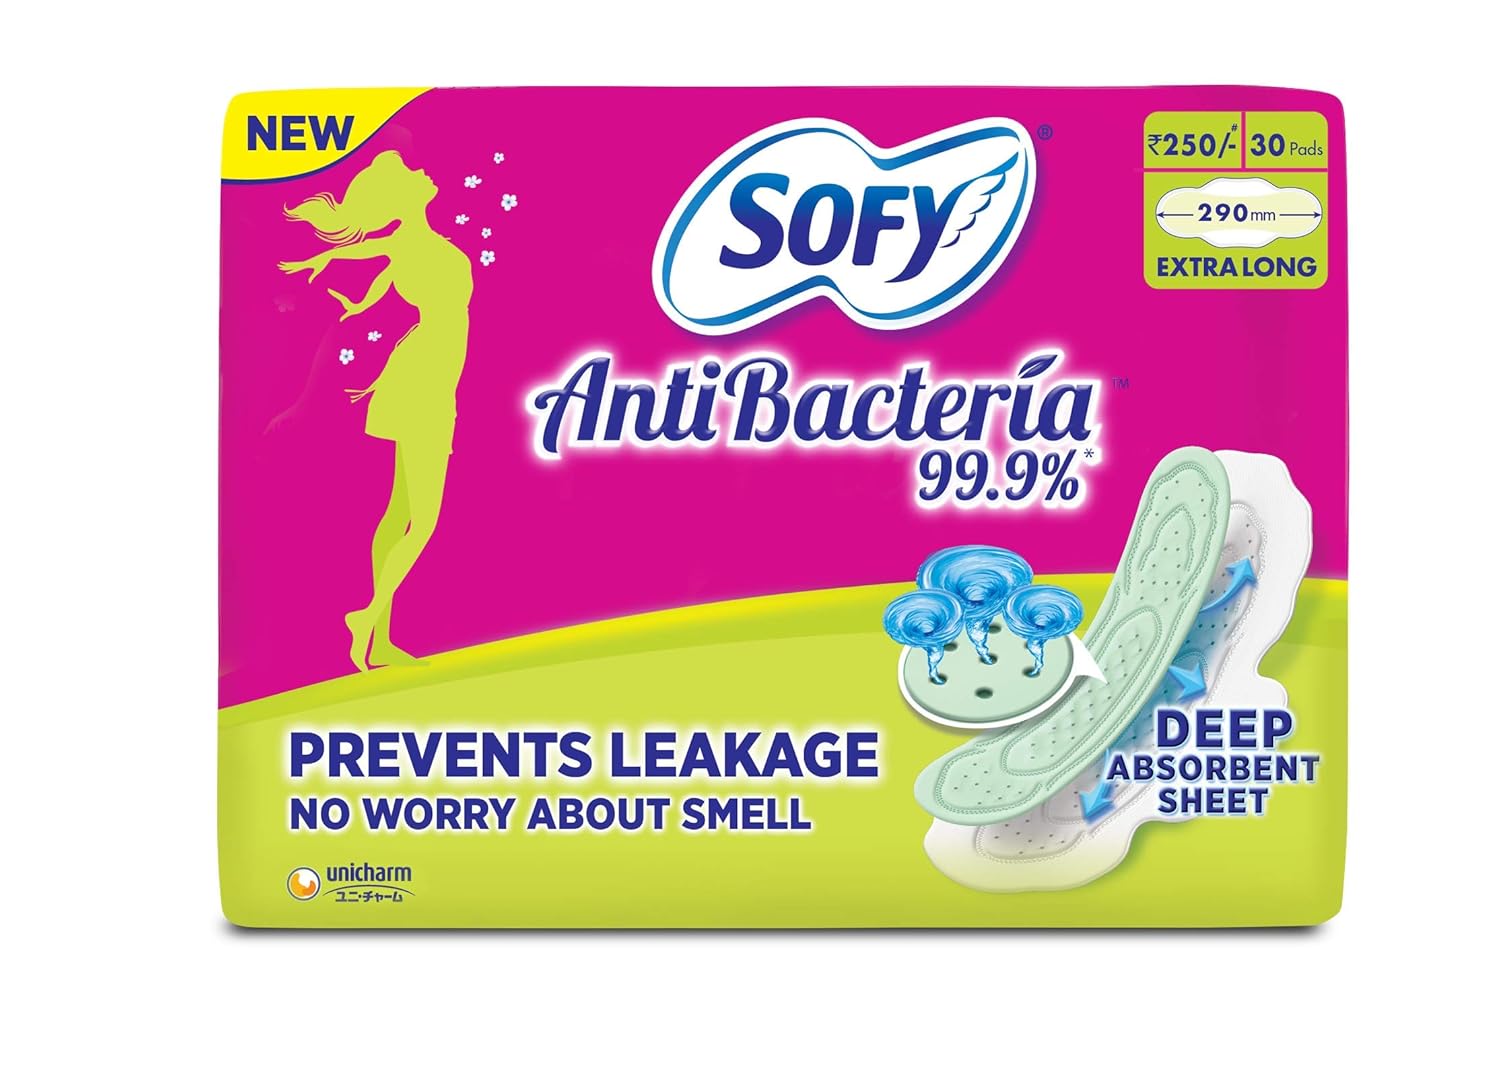 NEW
SOFY®
₹250/-# 30 Pads
290mm
EXTRA LONG
AntiBacteria™
99.9%*
PREVENTS LEAKAGE
NO WORRY ABOUT SMELL
DEEP
ABSORBENT
SHEET
unicharm
ユニ・チャーム